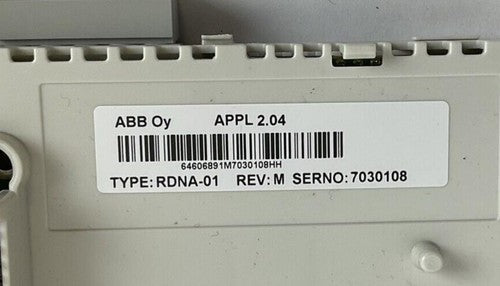 ABB Oy APPL 2.04
64606891M7030108HH
TYPE: RDNA-01 REV: M SERNO: 7030108